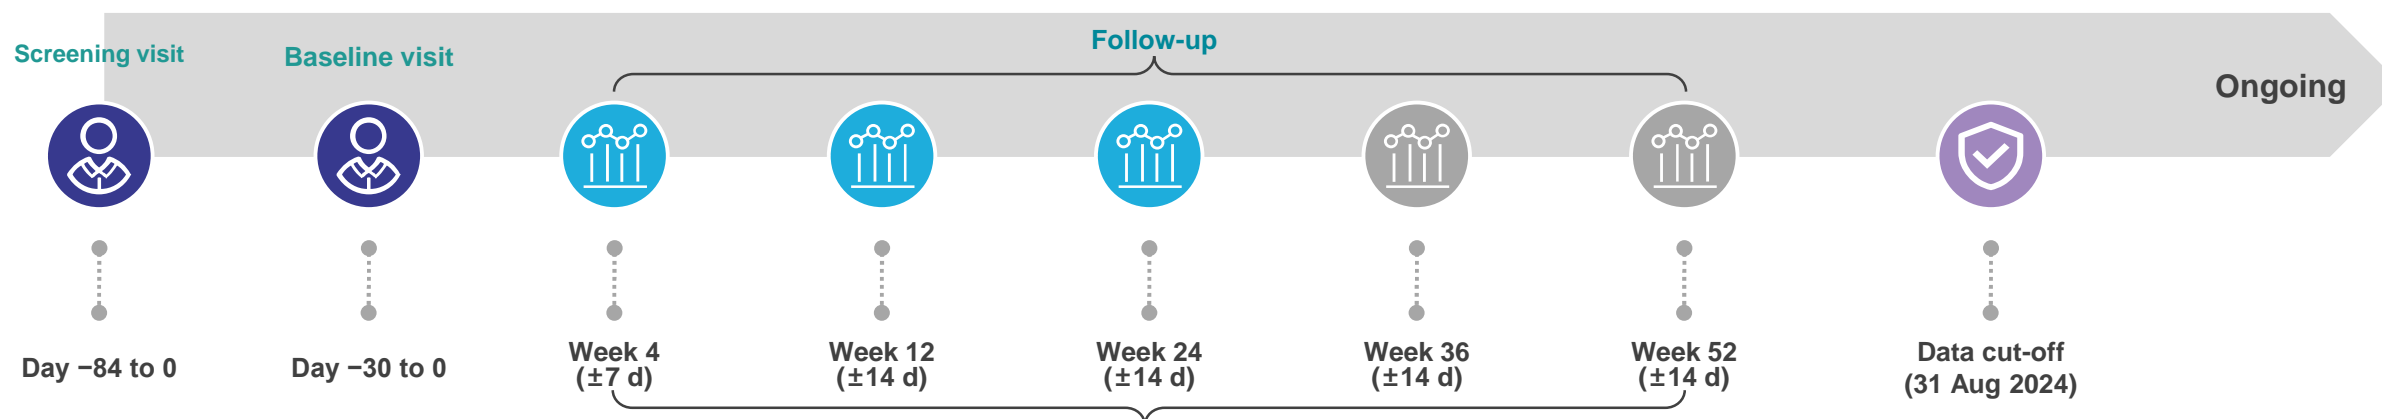 Screening visit
Baseline visit
Follow-up
Ongoing
Day −84 to 0
Day −30 to 0
Week 4
(±7 d)
Week 12
(±14 d)
Week 24
(±14 d)
Week 36
(±14 d)
Week 52
(±14 d)
Data cut-off
(31 Aug 2024)